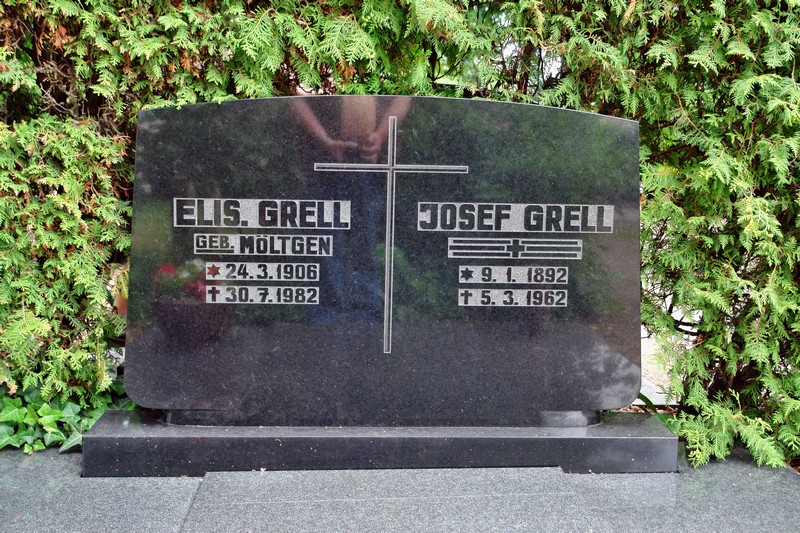 ELIS. GRELL
GEB. MÖLTGEN
✶ 24.3.1906
✝ 30.7.1982
JOSEF GRELL
✶ 9.1.1892
✝ 5.3.1962